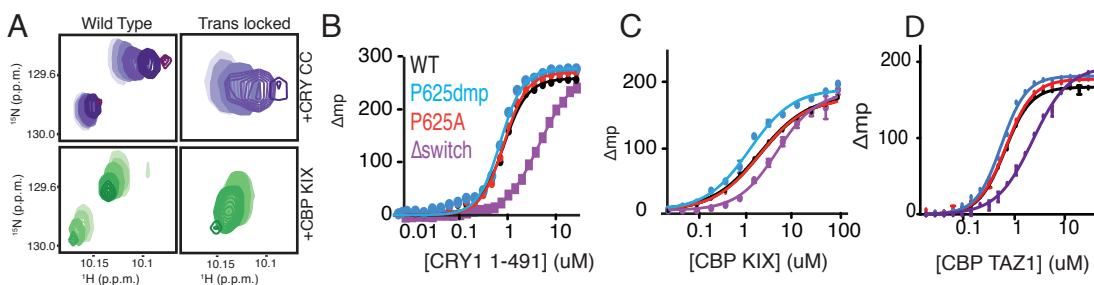 A
Wild Type
Trans locked
¹⁵N (p.p.m.)
129.6
130.0
+CRY CC
¹⁵N (p.p.m.)
129.6
130.0
+CBP KIX
10.15 10.1
10.15 10.1
¹H (p.p.m.)
¹H (p.p.m.)
B
Δmp
300
200
100
0
WT
P625dmp
P625A
Δswitch
0.01 0.1 1 10
[CRY1 1-491] (uM)
C
Δmp
200
100
0
0.1 1 10 100
[CBP KIX] (uM)
D
Δmp
200
100
0
0.1 1 10
[CBP TAZ1] (uM)